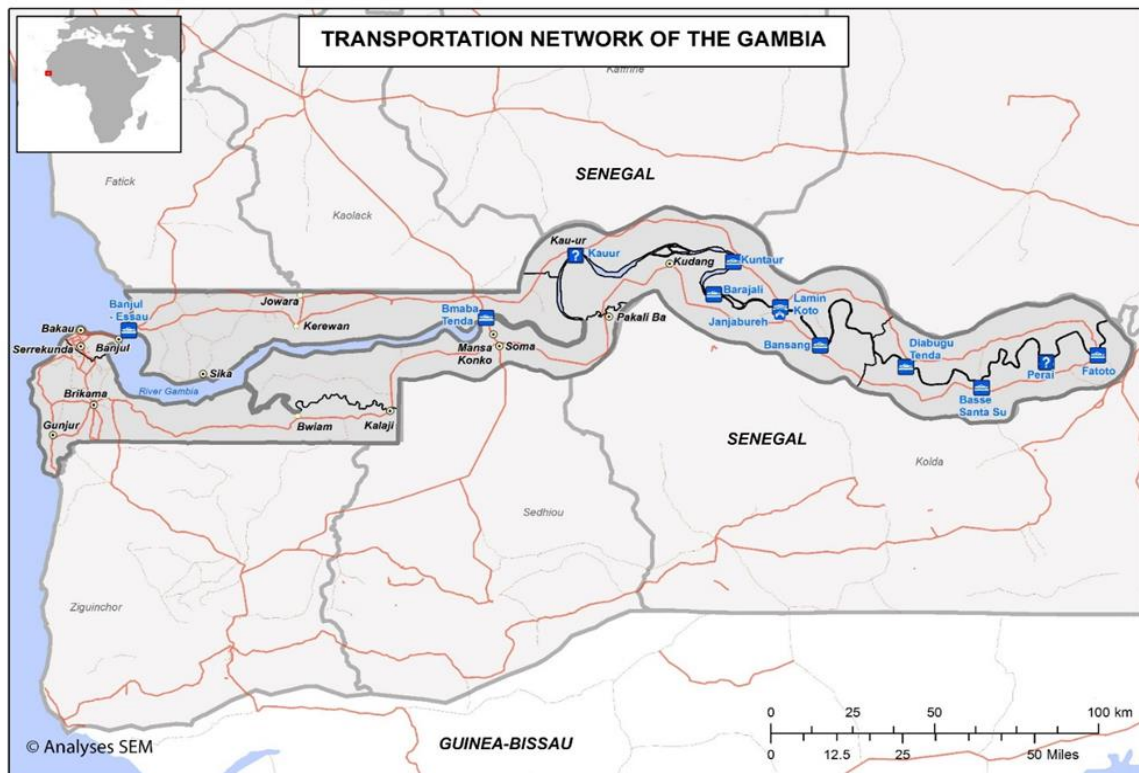 TRANSPORTATION NETWORK OF THE GAMBIA
Kaffrine
Fatick
SENEGAL
Kaolack
Kau-ur
?
Kauur
Kudang
Kuntaur
Banjul
- Essau
Jowara
Bmaba
Tenda
Barajali
Lamin
Koto
Bakau
Kerewan
Pakali Ba
Janjabureh
Serrekunda
Banjul
Mansa
Konko
Soma
Bansang
Diabugu
Tenda
Sika
River Gambia
?
Perai
Fatoto
Brikama
Basse
Santa Su
Gunjur
Bwiam
Kalaji
SENEGAL
Kolda
Sedhiou
Ziguinchor
0 25 50 100 km
0 12.5 25 50 Miles
© Analyses SEM
GUINEA-BISSAU